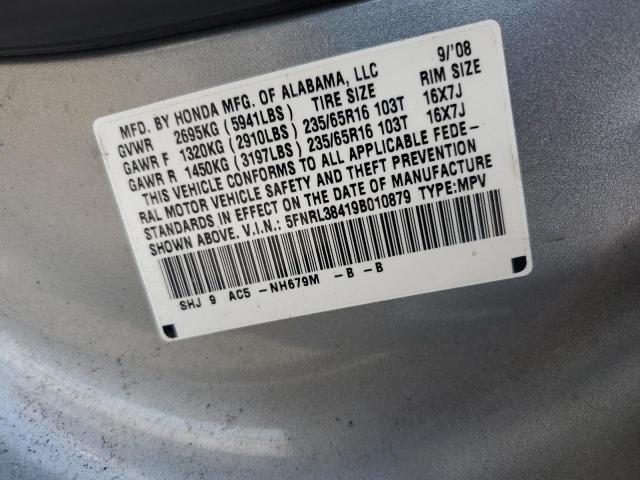 MFD. BY HONDA MFG. OF ALABAMA, LLC 9/'08
GVWR 2695KG (5941LBS) TIRE SIZE RIM SIZE
GAWR F 1320KG (2910LBS) 235/65R16 103T 16X7J
GAWR R 1450KG (3197LBS) 235/65R16 103T 16X7J
THIS VEHICLE CONFORMS TO ALL APPLICABLE FEDE-
RAL MOTOR VEHICLE SAFETY AND THEFT PREVENTION
STANDARDS IN EFFECT ON THE DATE OF MANUFACTURE
SHOWN ABOVE. V.I.N.: 5FNRL38419B010879 TYPE:MPV
SHJ 9 AC5 -NH679M -B -B